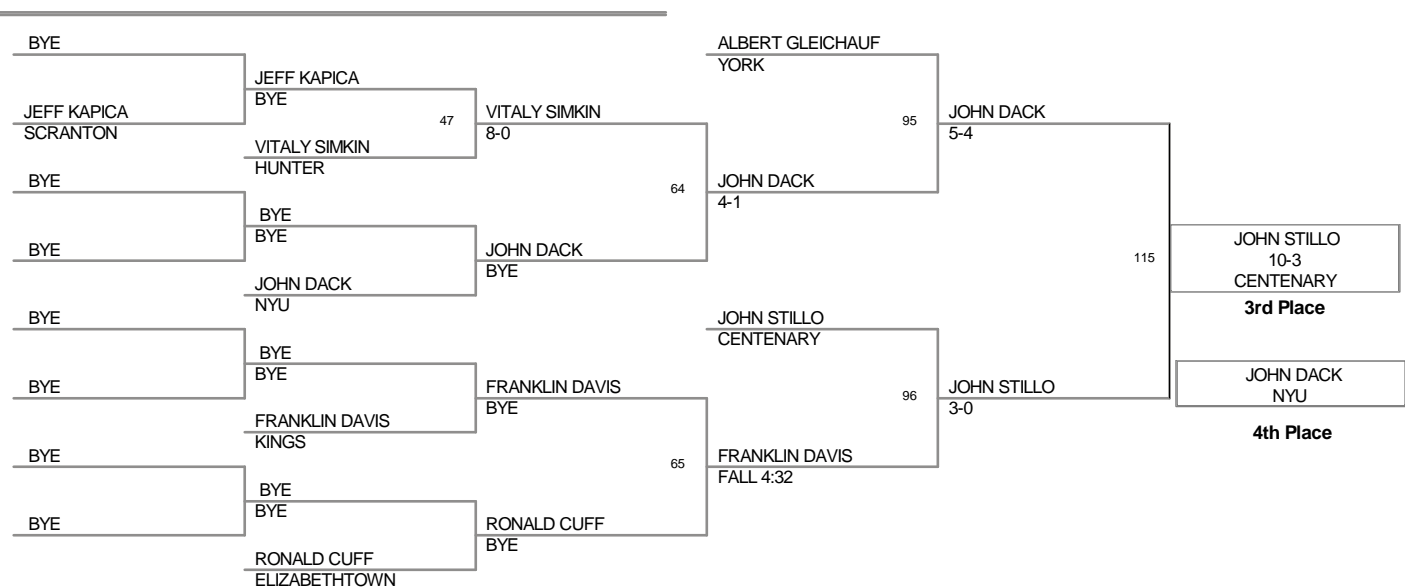 BYE
JEFF KAPICA
SCRANTON
BYE
BYE
BYE
BYE
BYE
BYE
JEFF KAPICA
BYE
VITALY SIMKIN
HUNTER
BYE
BYE
JOHN DACK
NYU
BYE
BYE
FRANKLIN DAVIS
KINGS
BYE
BYE
RONALD CUFF
ELIZABETHTOWN
47
VITALY SIMKIN
8-0
JOHN DACK
BYE
FRANKLIN DAVIS
BYE
RONALD CUFF
BYE
64
65
ALBERT GLEICHAUF
YORK
JOHN DACK
4-1
JOHN STILLO
CENTENARY
FRANKLIN DAVIS
FALL 4:32
95
96
JOHN DACK
5-4
JOHN STILLO
3-0
115
JOHN STILLO
10-3
CENTENARY
3rd Place
JOHN DACK
NYU
4th Place